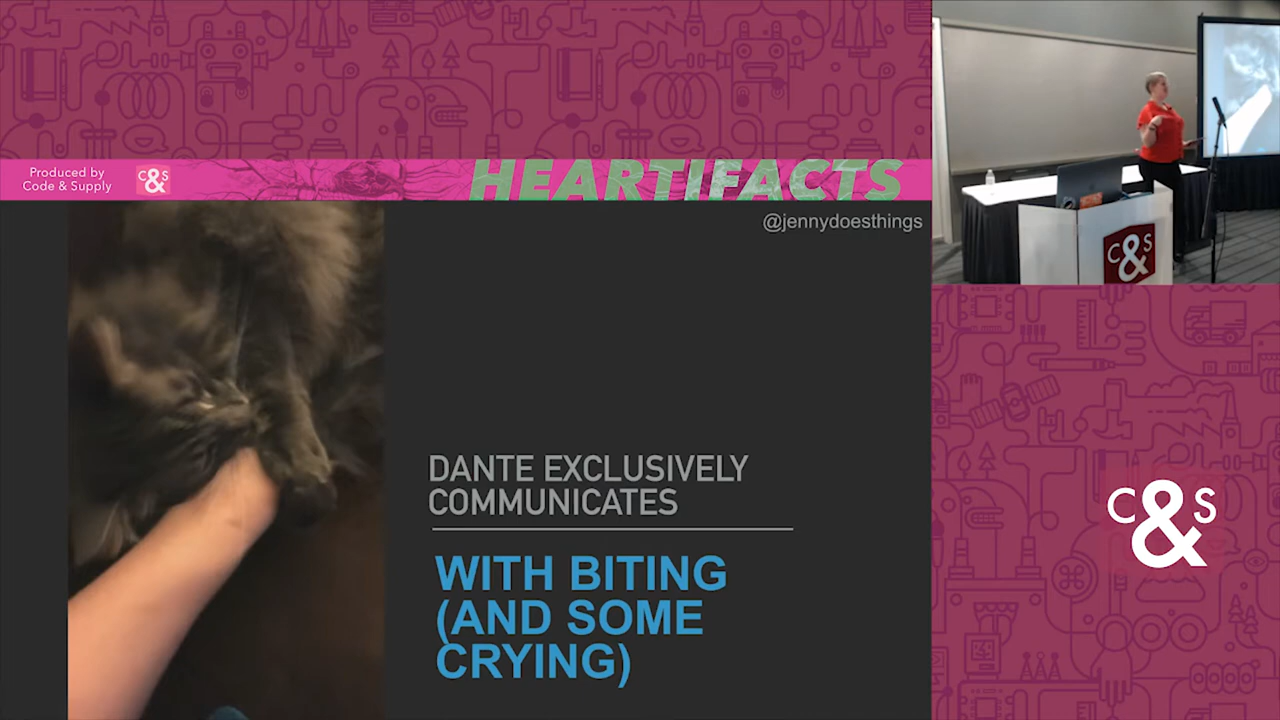 Produced by
Code & Supply
C&S
HEARTIFACTS
@jennydoesthings
DANTE EXCLUSIVELY
COMMUNICATES
WITH BITING
(AND SOME
CRYING)
C&S
C&S